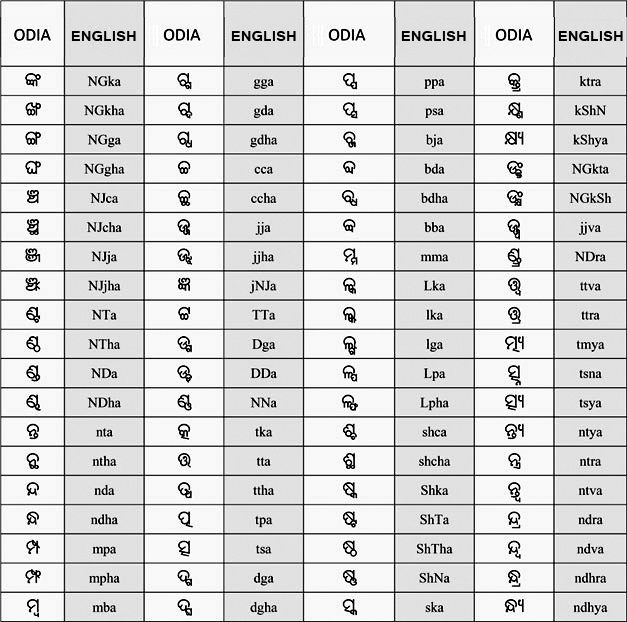 ODIA ENGLISH ODIA ENGLISH ODIA ENGLISH ODIA ENGLISH
ଙ୍କ NGka ଗ୍ଗ gga ପ୍ପ ppa କ୍ତ୍ର ktra
ଙ୍ଖ NGkha ଗ୍ଦ gda ପ୍ସ psa କ୍ଷ୍ଣ kShN
ଙ୍ଗ NGga ଗ୍ଧ gdha ବ୍ଜ bja କ୍ଷ୍ୟ kShya
ଙ୍ଘ NGgha ଚ୍ଚ cca ବ୍ଦ bda ଙ୍କ୍ତ NGkta
ଞ୍ଚ NJca ଚ୍ଛ ccha ବ୍ଧ bdha ଙ୍କ୍ଷ NGkSh
ଞ୍ଛ NJcha ଜ୍ଜ jja ବ୍ବ bba ଜ୍ଜ୍ୱ jjva
ଞ୍ଜ NJja ଜ୍ଝ jjha ମ୍ମ mma ଣ୍ଡ୍ର NDra
ଞ୍ଝ NJjha ଜ୍ଞ jNJa ଳ୍କ Lka ତ୍ତ୍ୱ ttva
ଣ୍ଟ NTa ଟ୍ଟ TTa ଲ୍କ lka ତ୍ତ୍ର ttra
ଣ୍ଠ NTha ଡ୍ଗ Dga ଲ୍ଗ lga ତ୍ମ୍ୟ tmya
ଣ୍ଡ NDa ଡ୍ଡ DDa ଳ୍ପ Lpa ତ୍ସ୍ନ tsna
ଣ୍ଢ NDha ଣ୍ଣ NNa ଳ୍ଫ Lpha ତ୍ସ୍ୟ tsya
ନ୍ତ nta ତ୍କ tka ଶ୍ଚ shca ନ୍ତ୍ୟ ntya
ନ୍ଥ ntha ତ୍ତ tta ଶ୍ଛ shcha ନ୍ତ୍ର ntra
ନ୍ଦ nda ତ୍ଥ ttha ଷ୍କ Shka ନ୍ତ୍ୱ ntva
ନ୍ଧ ndha ତ୍ପ tpa ଷ୍ଟ ShTa ନ୍ଦ୍ର ndra
ମ୍ପ mpa ତ୍ସ tsa ଷ୍ଠ ShTha ନ୍ଦ୍ୱ ndva
ମ୍ଫ mpha ଦ୍ଗ dga ଷ୍ଣ ShNa ନ୍ଧ୍ର ndhra
ମ୍ବ mba ଦ୍ଘ dgha ସ୍କ ska ନ୍ଧ୍ୟ ndhya